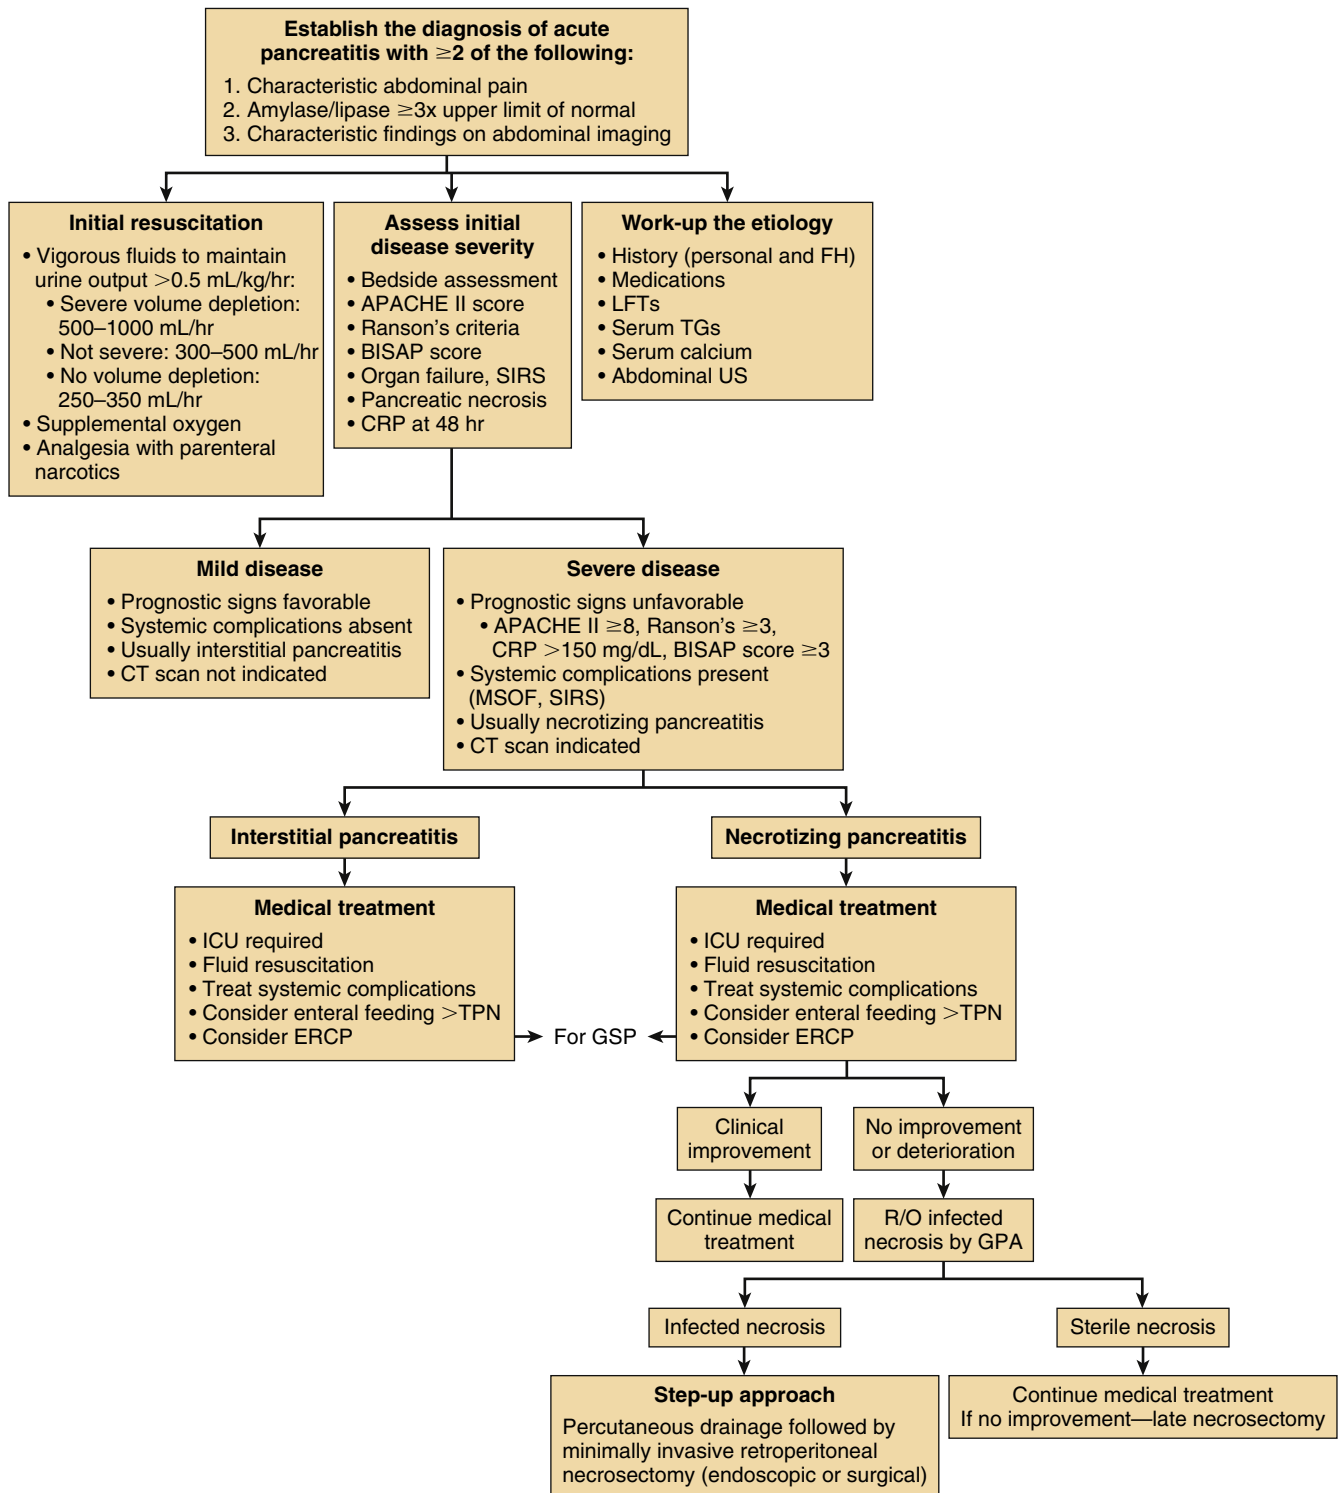 Establish the diagnosis of acute
pancreatitis with ≥2 of the following:
1. Characteristic abdominal pain
2. Amylase/lipase ≥3x upper limit of normal
3. Characteristic findings on abdominal imaging
Initial resuscitation
• Vigorous fluids to maintain
urine output >0.5 mL/kg/hr:
• Severe volume depletion:
500–1000 mL/hr
• Not severe: 300–500 mL/hr
• No volume depletion:
250–350 mL/hr
• Supplemental oxygen
• Analgesia with parenteral
narcotics
Assess initial
disease severity
• Bedside assessment
• APACHE II score
• Ranson's criteria
• BISAP score
• Organ failure, SIRS
• Pancreatic necrosis
• CRP at 48 hr
Work-up the etiology
• History (personal and FH)
• Medications
• LFTs
• Serum TGs
• Serum calcium
• Abdominal US
Mild disease
• Prognostic signs favorable
• Systemic complications absent
• Usually interstitial pancreatitis
• CT scan not indicated
Severe disease
• Prognostic signs unfavorable
• APACHE II ≥8, Ranson's ≥3,
CRP >150 mg/dL, BISAP score ≥3
• Systemic complications present
(MSOF, SIRS)
• Usually necrotizing pancreatitis
• CT scan indicated
Interstitial pancreatitis
Necrotizing pancreatitis
Medical treatment
• ICU required
• Fluid resuscitation
• Treat systemic complications
• Consider enteral feeding >TPN
• Consider ERCP
For GSP
Medical treatment
• ICU required
• Fluid resuscitation
• Treat systemic complications
• Consider enteral feeding >TPN
• Consider ERCP
Clinical
improvement
No improvement
or deterioration
Continue medical
treatment
R/O infected
necrosis by GPA
Infected necrosis
Sterile necrosis
Step-up approach
Percutaneous drainage followed by
minimally invasive retroperitoneal
necrosectomy (endoscopic or surgical)
Continue medical treatment
If no improvement—late necrosectomy